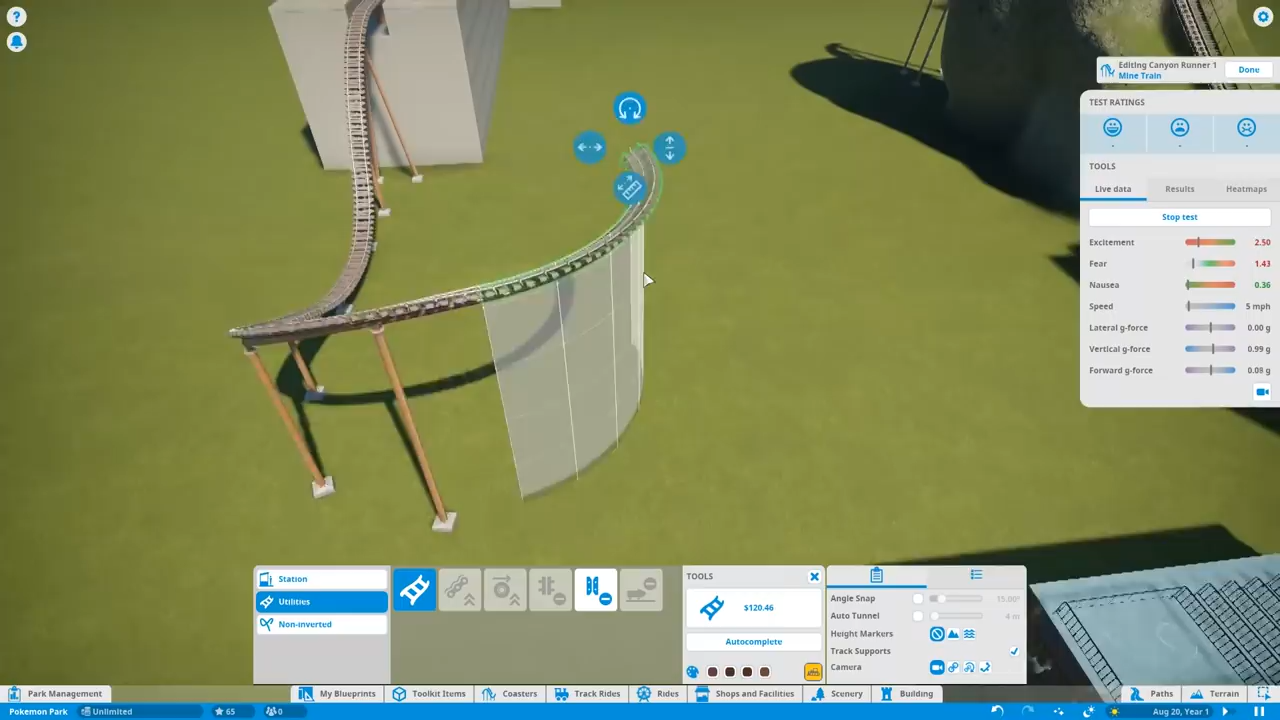 ?
Editing Canyon Runner 1
Mine Train
Done
TEST RATINGS
- - -
TOOLS
Live data Results Heatmaps
Stop test
Excitement 2.50
Fear 1.43
Nausea 0.36
Speed 5 mph
Lateral g-force 0.00 g
Vertical g-force 0.99 g
Forward g-force 0.08 g
Station
Utilities
Non-inverted
TOOLS
$120.46
Autocomplete
Angle Snap 15.00°
Auto Tunnel 4 m
Height Markers
Track Supports
Camera
Park Management My Blueprints Toolkit Items Coasters Track Rides Rides Shops and Facilities Scenery Building Paths Terrain
Pokemon Park Unlimited 65 0 Aug 20, Year 1